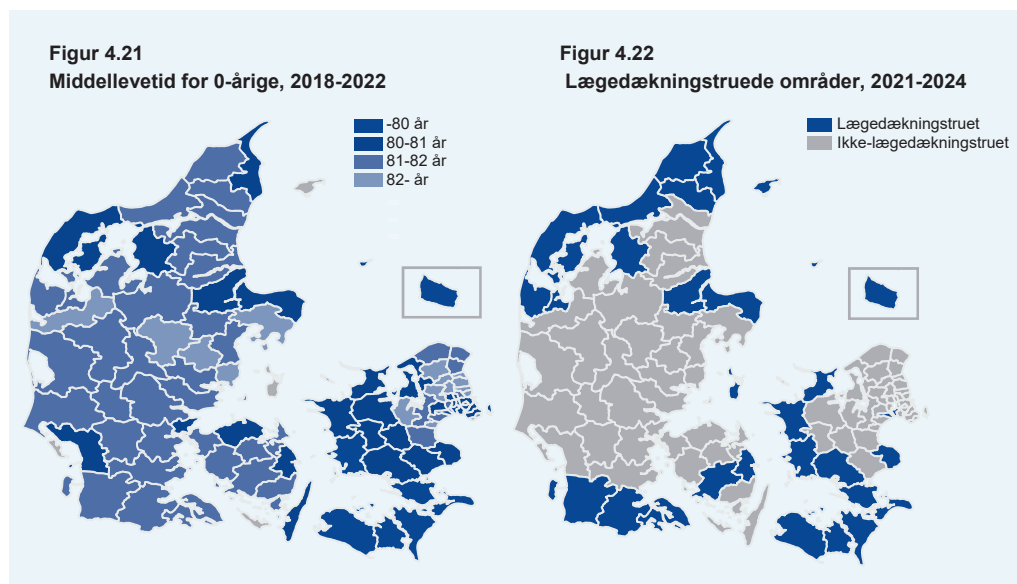 Figur 4.21
Middellevetid for 0-årige, 2018-2022
-80 år
80-81 år
81-82 år
82- år
Figur 4.22
Lægedækningstruede områder, 2021-2024
Lægedækningstruet
Ikke-lægedækningstruet